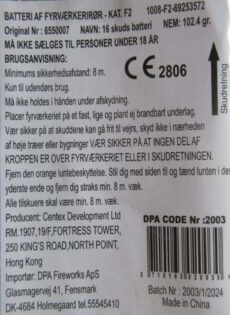 BATTERI AF FYRVÆRKERIRØR - KAT. F2 1008-F2-69253572
Original nr: 6550007 NAVN: 16 skuds batteri NEM: 102.4 gr.
MÅ IKKE SÆLGES TIL PERSONER UNDER 18 ÅR
BRUGSANVISNING:
Minimums sikkerhedsafstand: 8 m.
Kun til udendørs brug.
CE 2806
Må ikke holdes i hånden under afskydning.
Placer fyrværkeriet på et fast, lige og plant ej brandbart underlag.
Vær sikker på at skuddene kan gå frit til vejrs, skyd ikke i nærheden
af høje træer eller bygninger VÆR SIKKER PÅ AT INGEN DEL AF
KROPPEN ER OVER FYRVÆRKERIET ELLER I SKUDRETNINGEN.
Fjern den orange luntebeskyttelse. Stil dig med siden til og tænd lunten i den
yderste ende og fjern dig straks min. 8 m. væk.
Alle tilskuere skal være min. 8 m. væk.
Skudretning
Producent: Centex Development Ltd
RM.1907,19/F,FORTRESS TOWER,
250 KING'S ROAD,NORTH POINT,
Hong Kong
Importør: DPA Fireworks ApS
Glasmagervej 41, Fensmark
DK-4684 Holmegaard tel.55545410
DPA CODE Nr :2003
Batch Nr : 2003/1/2024
Made in China